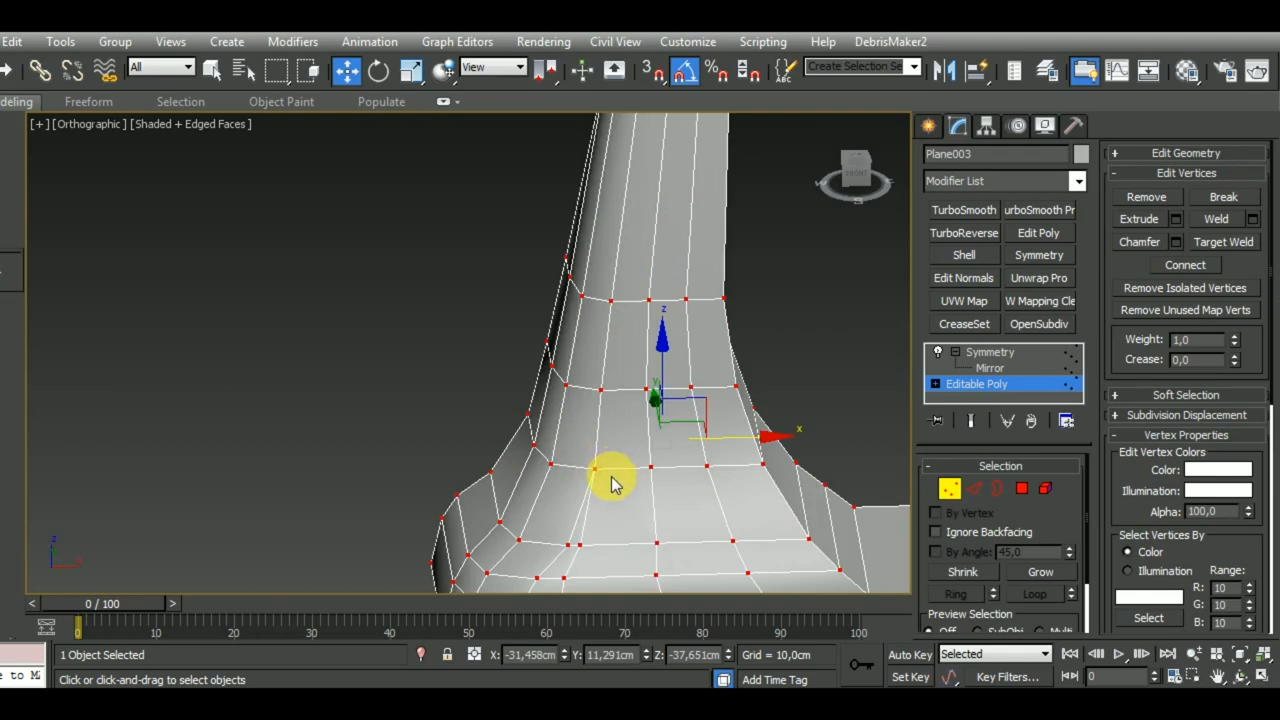 Edit Tools Group Views Create Modifiers Animation Graph Editors Rendering Civil View Customize Scripting Help DebrisMaker2
All View 3 Create Selection Se
deling Freeform Selection Object Paint Populate
[+] [Orthographic] [Shaded + Edged Faces]
FRONT
z
y
x
z
Plane003
Modifier List
TurboSmooth urboSmooth Pr
TurboReverse Edit Poly
Shell Symmetry
Edit Normals Unwrap Pro
UVW Map W Mapping Cle
CreaseSet OpenSubdiv
Symmetry
Mirror
Editable Poly
- Selection
By Vertex
Ignore Backfacing
By Angle: 45,0
Shrink Grow
Ring Loop
Preview Selection
Off SubObj Multi
+ Edit Geometry
- Edit Vertices
Remove Break
Extrude Weld
Chamfer Target Weld
Connect
Remove Isolated Vertices
Remove Unused Map Verts
Weight: 1,0
Crease: 0,0
+ Soft Selection
+ Subdivision Displacement
- Vertex Properties
Edit Vertex Colors
Color:
Illumination:
Alpha: 100,0
Select Vertices By
Color
Illumination Range:
R: 10
G: 10
Select B: 10
< 0 / 100 >
0 10 20 30 40 50 60 70 80 90 100
1 Object Selected X: -31,458cm Y: 11,291cm Z: -37,651cm Grid = 10,0cm Auto Key Selected
e to M Click or click-and-drag to select objects Add Time Tag Set Key Key Filters... 0